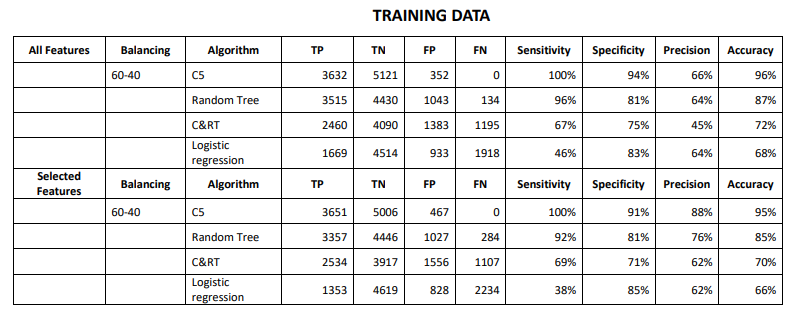 TRAINING DATA
All Features Balancing Algorithm TP TN FP FN Sensitivity Specificity Precision Accuracy
60-40 C5 3632 5121 352 0 100% 94% 66% 96%
Random Tree 3515 4430 1043 134 96% 81% 64% 87%
C&RT 2460 4090 1383 1195 67% 75% 45% 72%
Logistic
regression 1669 4514 933 1918 46% 83% 64% 68%
Selected
Features Balancing Algorithm TP TN FP FN Sensitivity Specificity Precision Accuracy
60-40 C5 3651 5006 467 0 100% 91% 88% 95%
Random Tree 3357 4446 1027 284 92% 81% 76% 85%
C&RT 2534 3917 1556 1107 69% 71% 62% 70%
Logistic
regression 1353 4619 828 2234 38% 85% 62% 66%